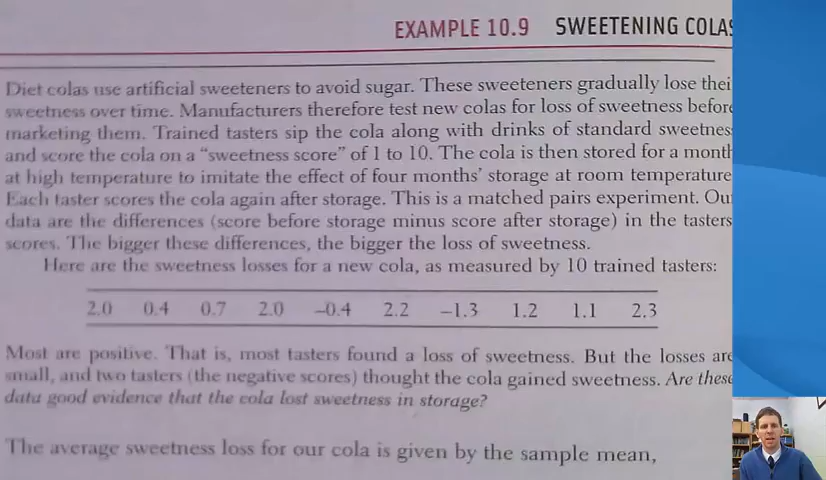 EXAMPLE 10.9 SWEETENING COLAS
Diet colas use artificial sweeteners to avoid sugar. These sweeteners gradually lose thei
sweetness over time. Manufacturers therefore test new colas for loss of sweetness before
marketing them. Trained tasters sip the cola along with drinks of standard sweetness
and score the cola on a “sweetness score” of 1 to 10. The cola is then stored for a month
at high temperature to imitate the effect of four months’ storage at room temperature
Each taster scores the cola again after storage. This is a matched pairs experiment. Ou
data are the differences (score before storage minus score after storage) in the tasters
scores. The bigger these differences, the bigger the loss of sweetness.
Here are the sweetness losses for a new cola, as measured by 10 trained tasters:
2.0 0.4 0.7 2.0 −0.4 2.2 −1.3 1.2 1.1 2.3
Most are positive. That is, most tasters found a loss of sweetness. But the losses are
small, and two tasters (the negative scores) thought the cola gained sweetness. Are these
data good evidence that the cola lost sweetness in storage?
The average sweetness loss for our cola is given by the sample mean,